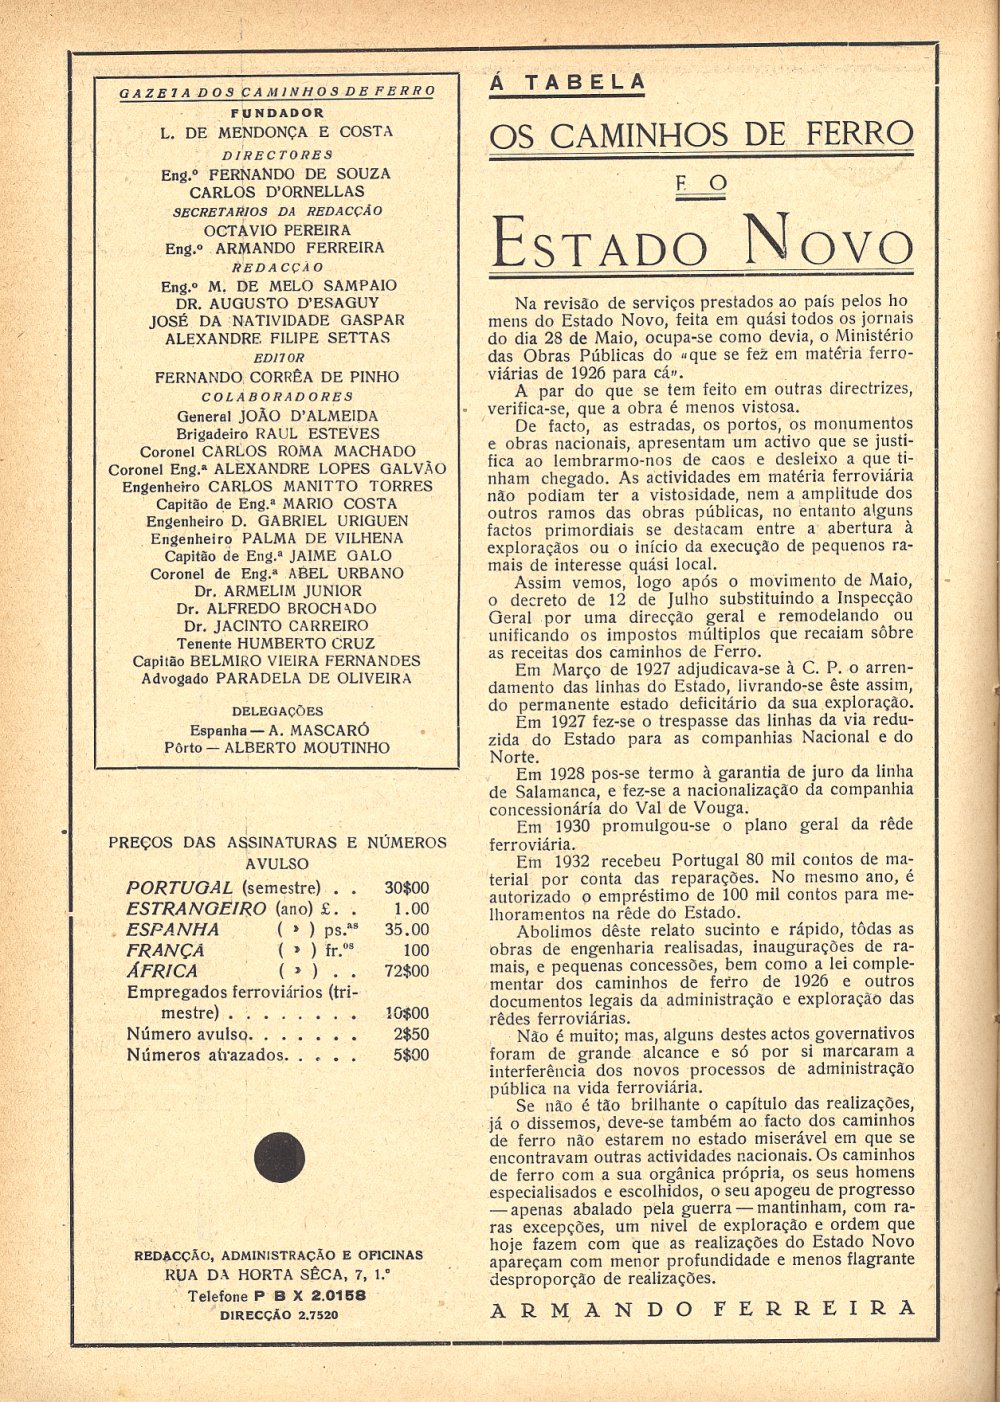 GAZETA DOS CAMINHOS DE FERRO
FUNDADOR
L. DE MENDONÇA E COSTA
DIRECTORES
Eng.º FERNANDO DE SOUZA
CARLOS D'ORNELLAS
SECRETARIOS DA REDACÇÃO
OCTÁVIO PEREIRA
Eng.º ARMANDO FERREIRA
REDACÇÃO
Eng.º M. DE MELO SAMPAIO
DR. AUGUSTO D'ESAGUY
JOSÉ DA NATIVIDADE GASPAR
ALEXANDRE FILIPE SETTAS
EDITOR
FERNANDO CORRÊA DE PINHO
COLABORADORES
General JOÃO D'ALMEIDA
Brigadeiro RAUL ESTEVES
Coronel CARLOS ROMA MACHADO
Coronel Eng.ª ALEXANDRE LOPES GALVÃO
Engenheiro CARLOS MANITTO TORRES
Capitão de Eng.ª MARIO COSTA
Engenheiro D. GABRIEL URIGUEN
Engenheiro PALMA DE VILHENA
Capitão de Eng.ª JAIME GALO
Coronel de Eng.ª ABEL URBANO
Dr. ARMELIM JUNIOR
Dr. ALFREDO BROCHADO
Dr. JACINTO CARREIRO
Tenente HUMBERTO CRUZ
Capitão BELMIRO VIEIRA FERNANDES
Advogado PARADELA DE OLIVEIRA
DELEGAÇÕES
Espanha — A. MASCARÓ
Pôrto — ALBERTO MOUTINHO
PREÇOS DAS ASSINATURAS E NÚMEROS
AVULSO
PORTUGAL (semestre) . . 30$00
ESTRANGEIRO (ano) £. . 1.00
ESPANHA ( » ) ps.as 35.00
FRANÇA ( » ) fr.os 100
ÁFRICA ( » ) . . 72$00
Empregados ferroviários (tri-
mestre) . . . . . . . . 10$00
Número avulso. . . . . . . 2$50
Números atrazados. . . . . 5$00
REDACÇÃO, ADMINISTRAÇÃO E OFICINAS
RUA DA HORTA SÊCA, 7, 1.º
Telefone P B X 2.0158
DIRECÇÃO 2.7520
Á TABELA
OS CAMINHOS DE FERRO
E O
ESTADO NOVO
Na revisão de serviços prestados ao país pelos ho
mens do Estado Novo, feita em quási todos os jornais
do dia 28 de Maio, ocupa-se como devia, o Ministério
das Obras Públicas do «que se fez em matéria ferro-
viárias de 1926 para cá».
A par do que se tem feito em outras directrizes,
verifica-se, que a obra é menos vistosa.
De facto, as estradas, os portos, os monumentos
e obras nacionais, apresentam um activo que se justi-
fica ao lembrarmo-nos de caos e desleixo a que ti-
nham chegado. As actividades em matéria ferroviária
não podiam ter a vistosidade, nem a amplitude dos
outros ramos das obras públicas, no entanto alguns
factos primordiais se destacam entre a abertura à
exploraçãos ou o início da execução de pequenos ra-
mais de interesse quási local.
Assim vemos, logo após o movimento de Maio,
o decreto de 12 de Julho substituindo a Inspecção
Geral por uma direcção geral e remodelando ou
unificando os impostos múltiplos que recaiam sôbre
as receitas dos caminhos de Ferro.
Em Março de 1927 adjudicava-se à C. P. o arren-
damento das linhas do Estado, livrando-se êste assim,
do permanente estado deficitário da sua exploração.
Em 1927 fez-se o trespasse das linhas da via redu-
zida do Estado para as companhias Nacional e do
Norte.
Em 1928 pos-se termo à garantia de juro da linha
de Salamanca, e fez-se a nacionalização da companhia
concessionáría do Val de Vouga.
Em 1930 promulgou-se o plano geral da rêde
ferroviária.
Em 1932 recebeu Portugal 80 mil contos de ma-
terial por conta das reparações. No mesmo ano, é
autorizado o empréstimo de 100 mil contos para me-
lhoramentos na rêde do Estado.
Abolimos dêste relato sucinto e rápido, tôdas as
obras de engenharia realisadas, inaugurações de ra-
mais, e pequenas concessões, bem como a lei comple-
mentar dos caminhos de ferro de 1926 e outros
documentos legais da administração e exploração das
rêdes ferroviárias.
Não é muito; mas, alguns destes actos governativos
foram de grande alcance e só por si marcaram a
interferência dos novos processos de administração
pública na vida ferroviária.
Se não é tão brilhante o capítulo das realizações,
já o dissemos, deve-se também ao facto dos caminhos
de ferro não estarem no estado miserável em que se
encontravam outras actividades nacionais. Os caminhos
de ferro com a sua orgânica própria, os seus homens
especialisados e escolhidos, o seu apogeu de progresso
— apenas abalado pela guerra — mantinham, com ra-
ras excepções, um nivel de exploração e ordem que
hoje fazem com que as realizações do Estado Novo
apareçam com menor profundidade e menos flagrante
desproporção de realizações.
ARMANDO FERREIRA